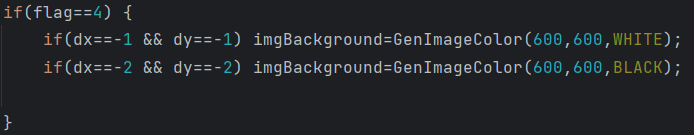 if(flag==4) {
    if(dx==-1 && dy==-1) imgBackground=GenImageColor(600,600,WHITE);
    if(dx==-2 && dy==-2) imgBackground=GenImageColor(600,600,BLACK);
}